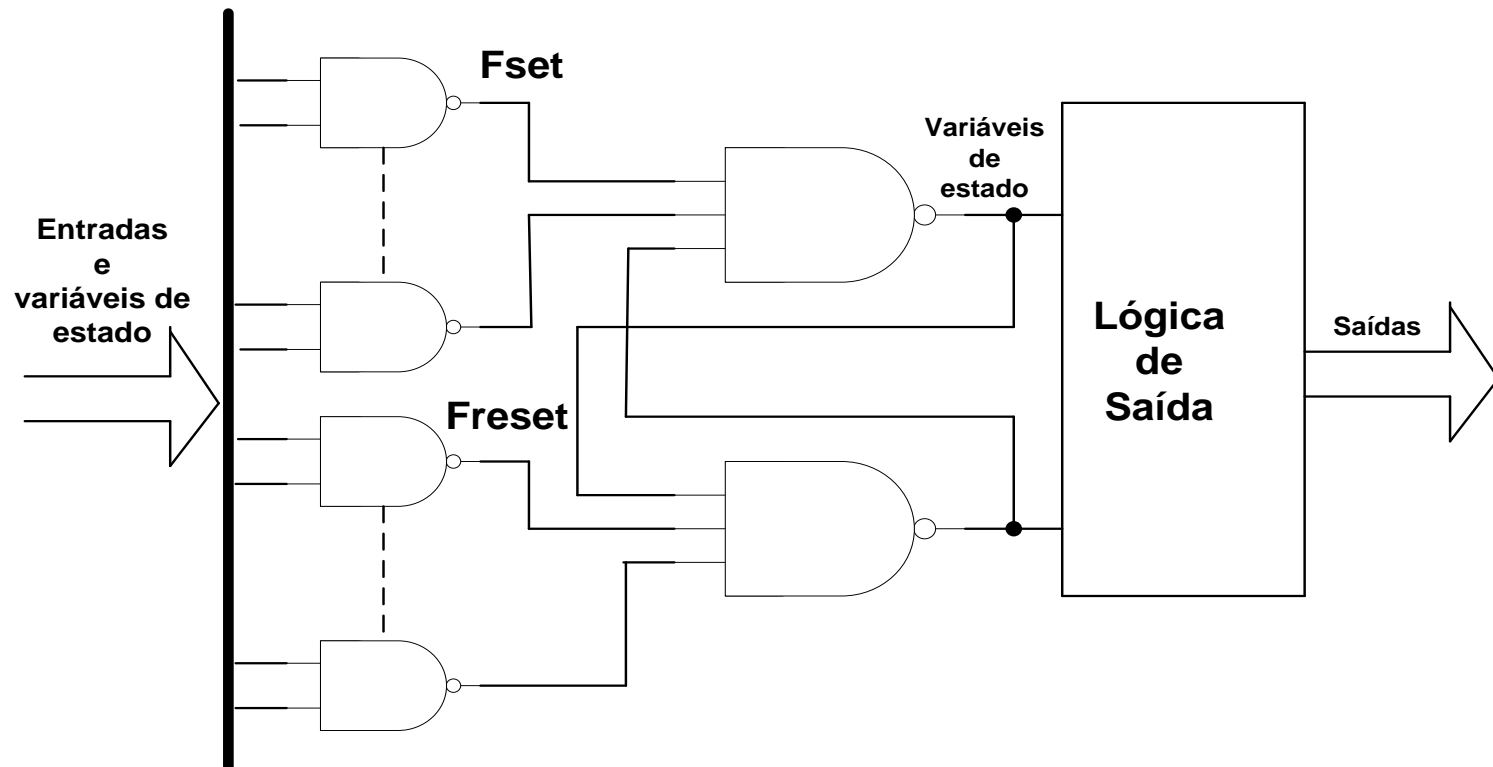 Fset
Variáveis
de
estado
Entradas
e
variáveis de
estado
Lógica
de
Saída
Saídas
Freset